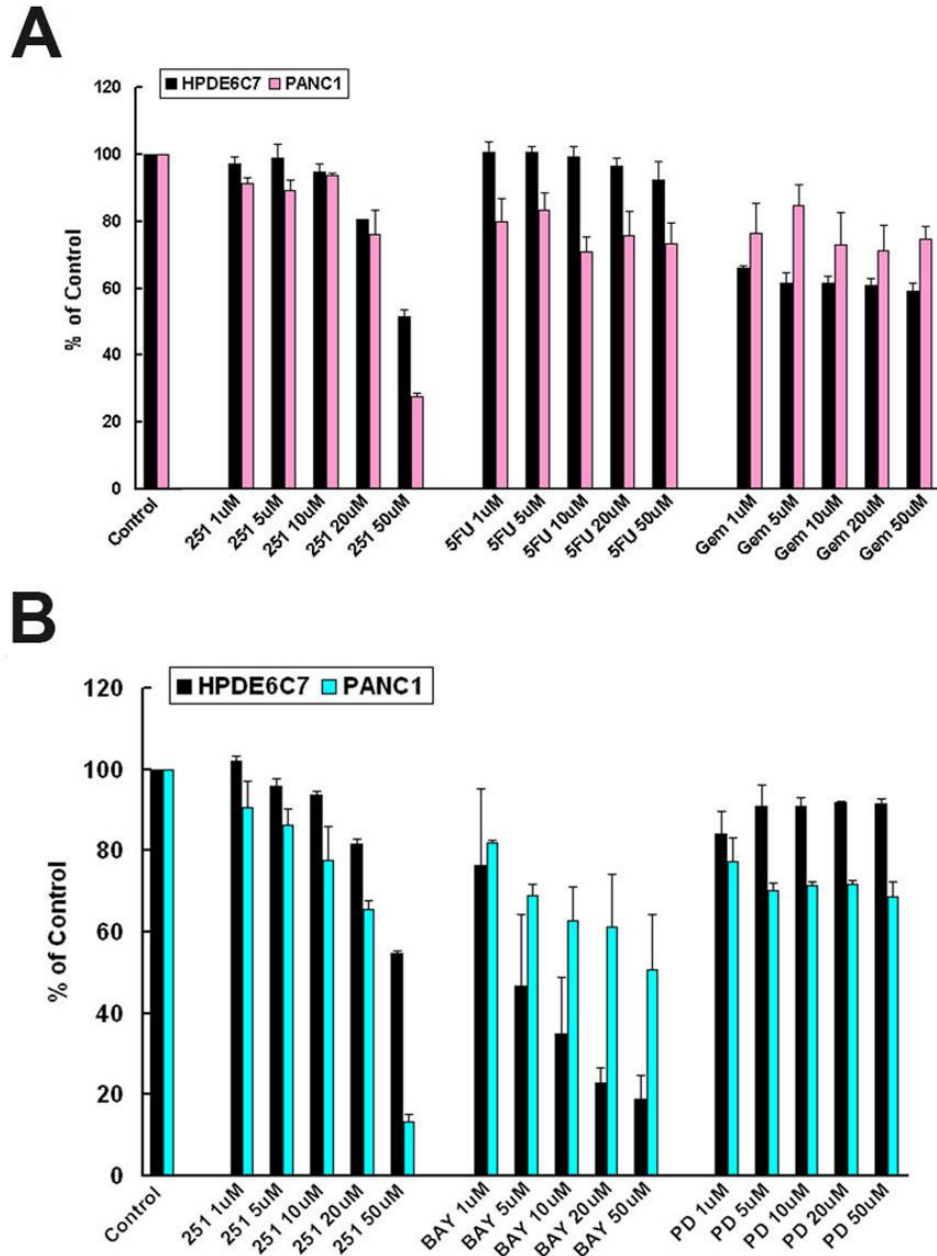 A
HPDE6C7 PANC1
120
100
80
60
40
20
0
% of Control
Control
251 1uM
251 5uM
251 10uM
251 20uM
251 50uM
5FU 1uM
5FU 5uM
5FU 10uM
5FU 20uM
5FU 50uM
Gem 1uM
Gem 5uM
Gem 10uM
Gem 20uM
Gem 50uM
B
HPDE6C7 PANC1
120
100
80
60
40
20
0
% of Control
Control
251 1uM
251 5uM
251 10uM
251 20uM
251 50uM
BAY 1uM
BAY 5uM
BAY 10uM
BAY 20uM
BAY 50uM
PD 1uM
PD 5uM
PD 10uM
PD 20uM
PD 50uM